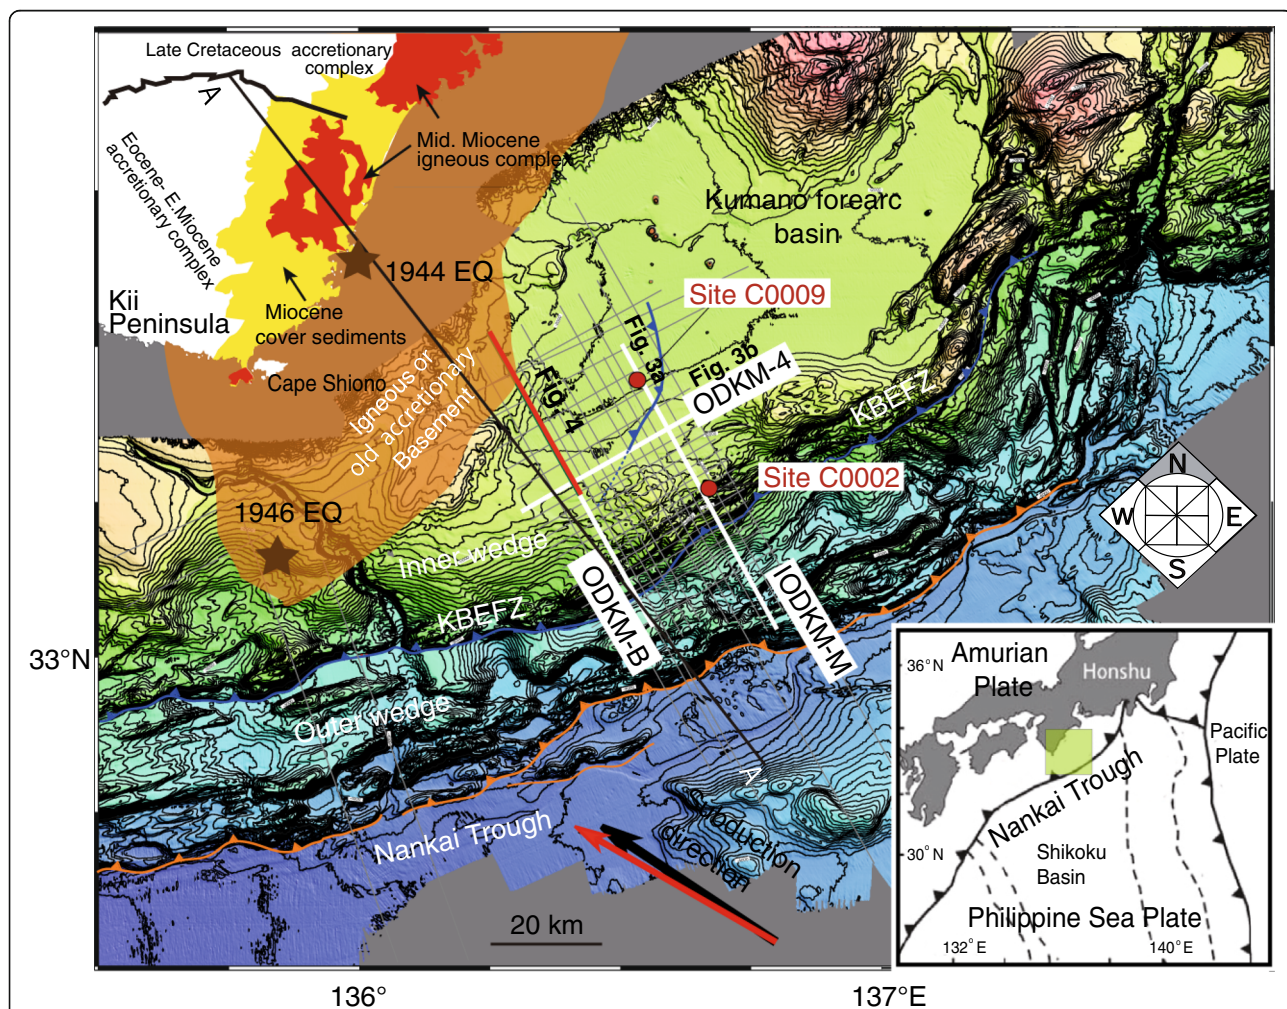 Late Cretaceous accretionary
complex
A
Mid. Miocene
igneous complex
Eocene- E.Miocene
accretionary complex
Kumano forearc
basin
1944 EQ
Site C0009
Kii
Peninsula
Miocene
cover sediments
Cape Shiono
Igneous or
old accretionary
Basement
Fig. 4
Fig. 3a
Fig. 3b
ODKM-4
KBEFZ
Site C0002
1946 EQ
Inner wedge
KBEFZ
ODKM-B
IODKM-M
N
W
E
S
33°N
Outer wedge
A'
Nankai Trough
oduction
direction
20 km
136°
137°E
36°N
Amurian
Plate
Honshu
Pacific
Plate
Nankai Trough
30°N
Shikoku
Basin
Philippine Sea Plate
132°E
140°E